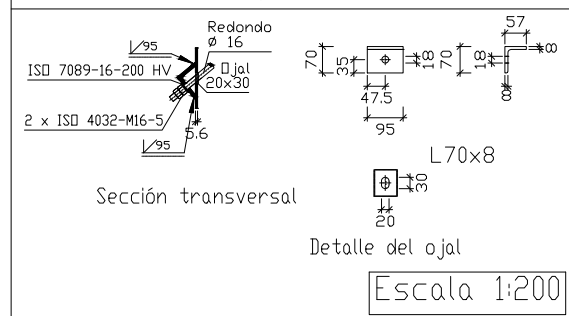 Redondo
Ø 16
95
ISO 7089-16-200 HV
Ojal
20x30
2 x ISO 4032-M16-5
5.6
95
Sección transversal
70
35
18
47.5
95
57
70
18
8
8
L70x8
30
20
Detalle del ojal
Escala 1:200